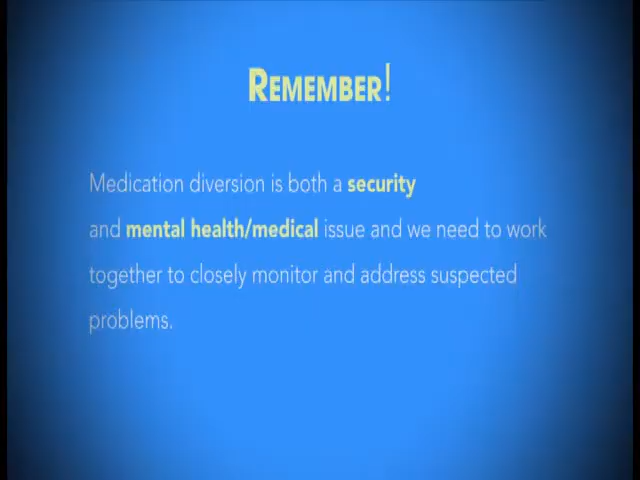 REMEMBER!
Medication diversion is both a security
and mental health/medical issue and we need to work
together to closely monitor and address suspected
problems.